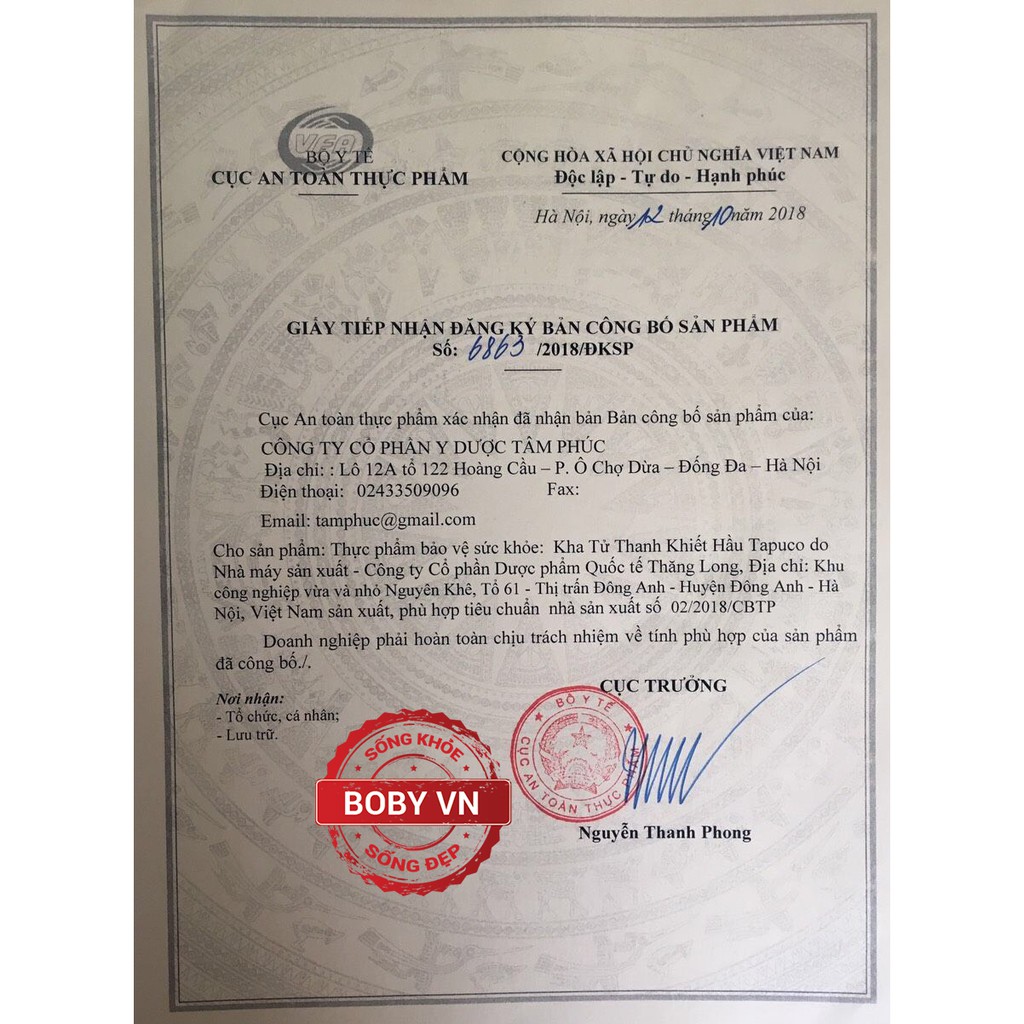 VFA
BỘ Y TẾ
CỤC AN TOÀN THỰC PHẨM
CỘNG HÒA XÃ HỘI CHỦ NGHĨA VIỆT NAM
Độc lập - Tự do - Hạnh phúc
Hà Nội, ngày 12 tháng 10 năm 2018
GIẤY TIẾP NHẬN ĐĂNG KÝ BẢN CÔNG BỐ SẢN PHẨM
Số: 6863 /2018/ĐKSP
Cục An toàn thực phẩm xác nhận đã nhận bản Bản công bố sản phẩm của:
CÔNG TY CỔ PHẦN Y DƯỢC TÂM PHÚC
Địa chỉ: : Lô 12A tổ 122 Hoàng Cầu – P. Ô Chợ Dừa – Đống Đa – Hà Nội
Điện thoại: 02433509096 Fax:
Email: tamphuc@gmail.com
Cho sản phẩm: Thực phẩm bảo vệ sức khỏe: Kha Tử Thanh Khiết Hầu Tapuco do
Nhà máy sản xuất - Công ty Cổ phần Dược phẩm Quốc tế Thăng Long, Địa chỉ: Khu
công nghiệp vừa và nhỏ Nguyên Khê, Tổ 61 - Thị trấn Đông Anh - Huyện Đông Anh - Hà
Nội, Việt Nam sản xuất, phù hợp tiêu chuẩn nhà sản xuất số 02/2018/CBTP
Doanh nghiệp phải hoàn toàn chịu trách nhiệm về tính phù hợp của sản phẩm
đã công bố./.
Nơi nhận:
- Tổ chức, cá nhân;
- Lưu trữ.
CỤC TRƯỞNG
BỘ Y TẾ
CỤC AN TOÀN THỰC PHẨM
Nguyễn Thanh Phong
SỐNG KHỎE
BOBY VN
SỐNG ĐẸP